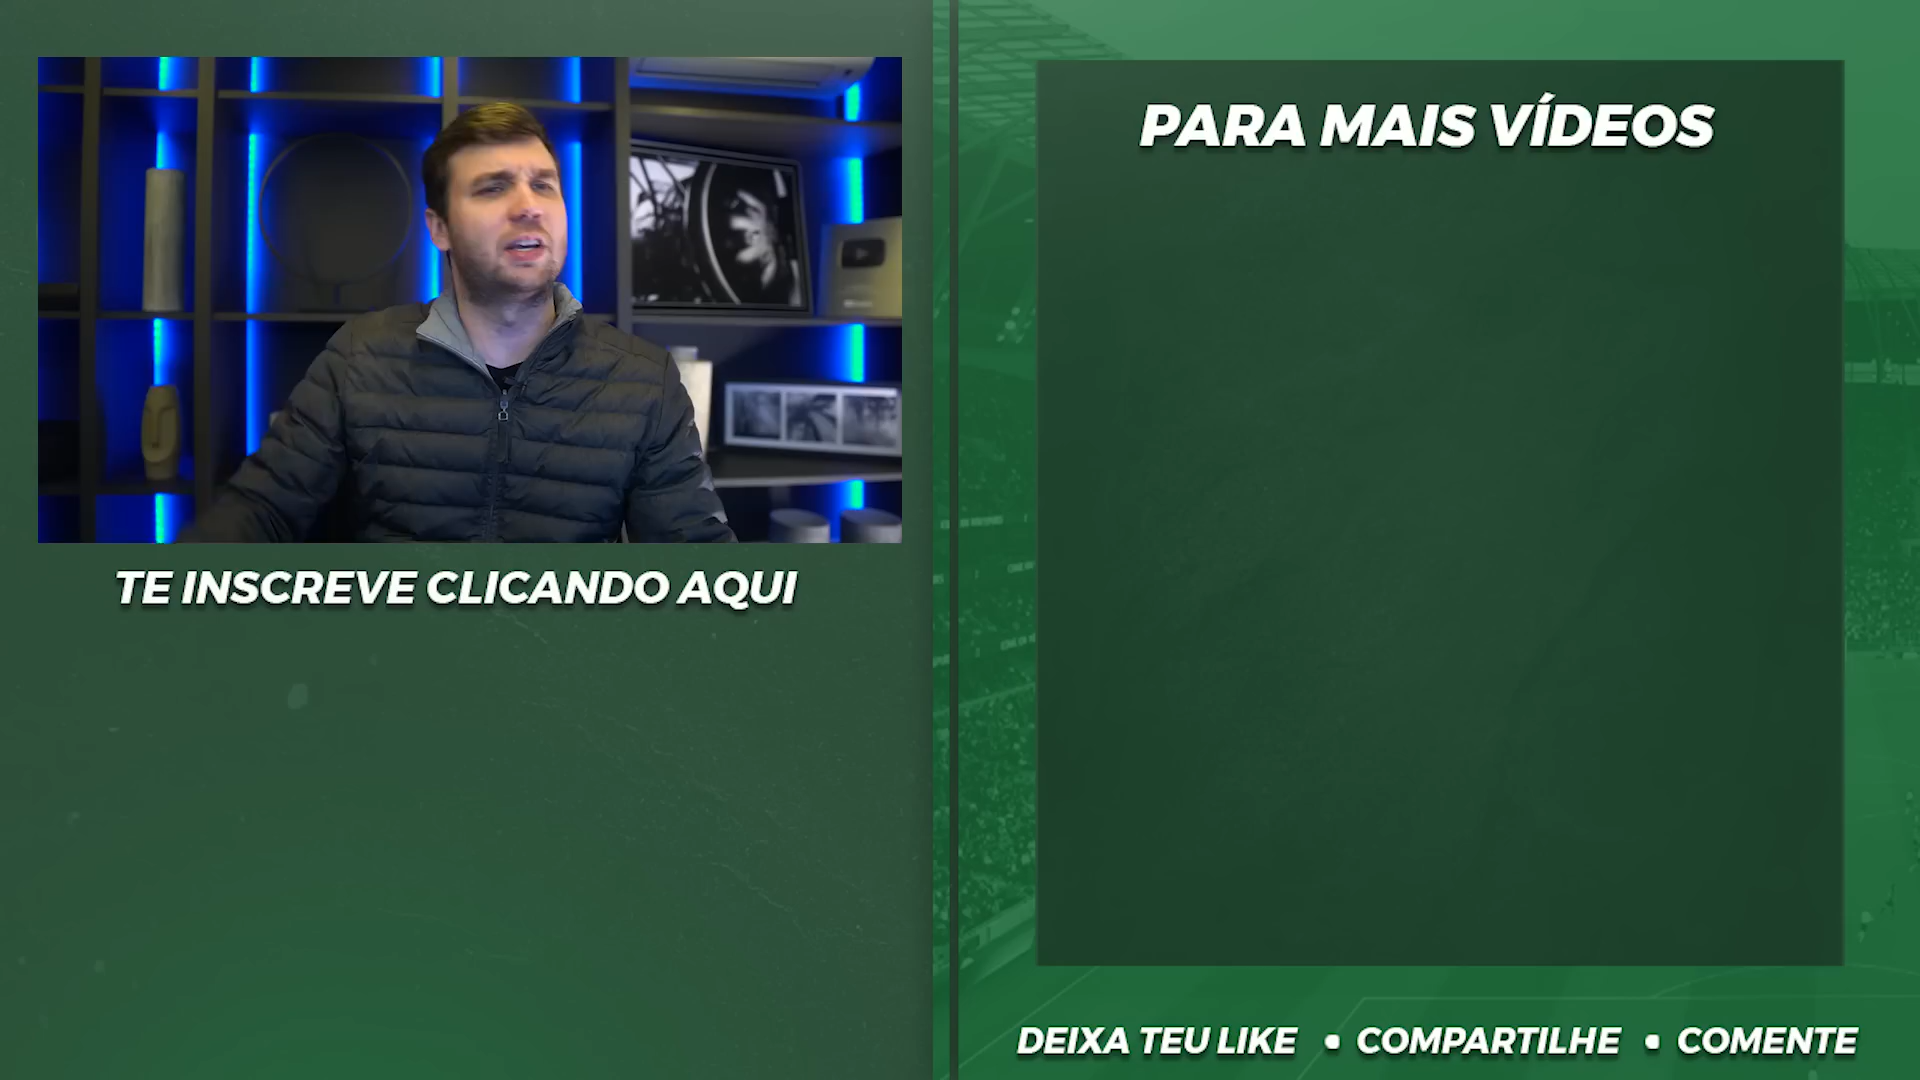 PARA MAIS VÍDEOS
TE INSCREVE CLICANDO AQUI
DEIXA TEU LIKE • COMPARTILHE • COMENTE